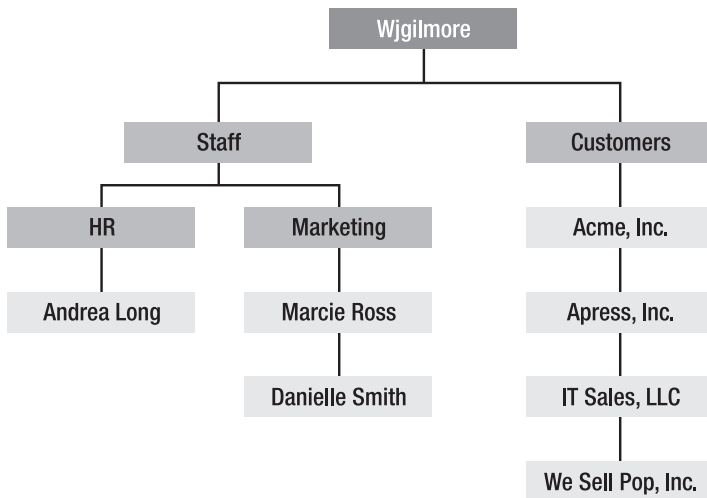 Wjgilmore
Staff
Customers
HR
Marketing
Acme, Inc.
Andrea Long
Marcie Ross
Apress, Inc.
Danielle Smith
IT Sales, LLC
We Sell Pop, Inc.